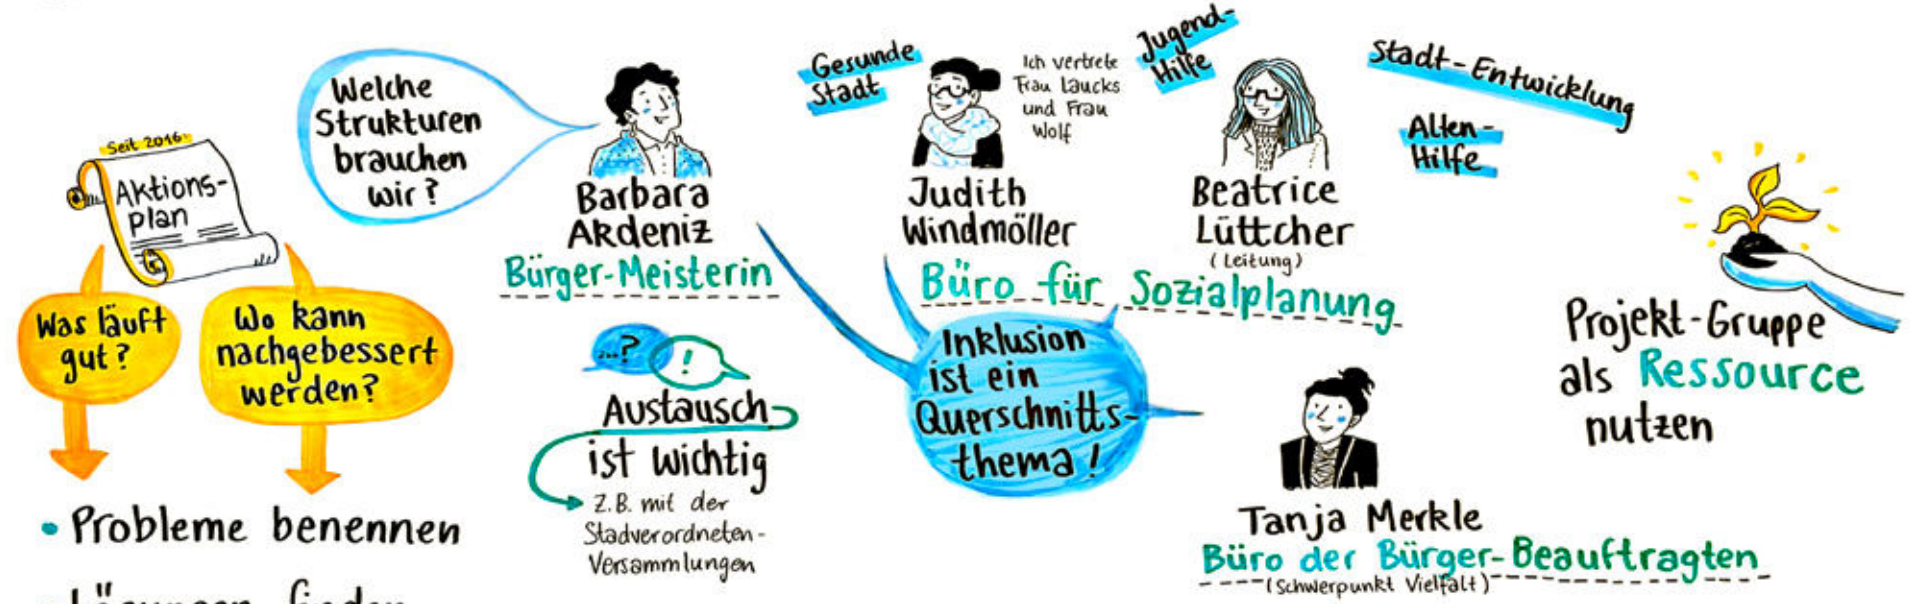 Seit 2016
Aktions-
plan
Was läuft
gut?
Wo kann
nachgebessert
werden?
• Probleme benennen
Lösungen finden
Welche
Strukturen
brauchen
wir?
Barbara
Akdeniz
Bürger-Meisterin
...?
!
Austausch
ist wichtig
Z.B. mit der
Stadverordneten-
Versammlungen
Gesunde
Stadt
Ich vertrete
Frau Laucks
und Frau
Wolf
Judith
Windmöller
Jugend-
Hilfe
Beatrice
Lüttcher
(Leitung)
Büro für Sozialplanung
Stadt-Entwicklung
Alten-
Hilfe
Inklusion
ist ein
Querschnitts-
thema!
Tanja Merkle
Büro der Bürger-Beauftragten
(Schwerpunkt Vielfalt)
Projekt-Gruppe
als Ressource
nutzen